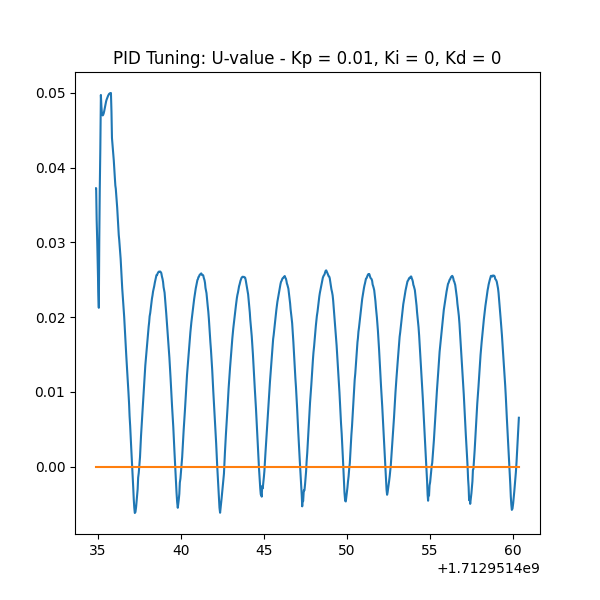 PID Tuning: U-value - Kp = 0.01, Ki = 0, Kd = 0
0.05
0.04
0.03
0.02
0.01
0.00
35 40 45 50 55 60
+1.7129514e9